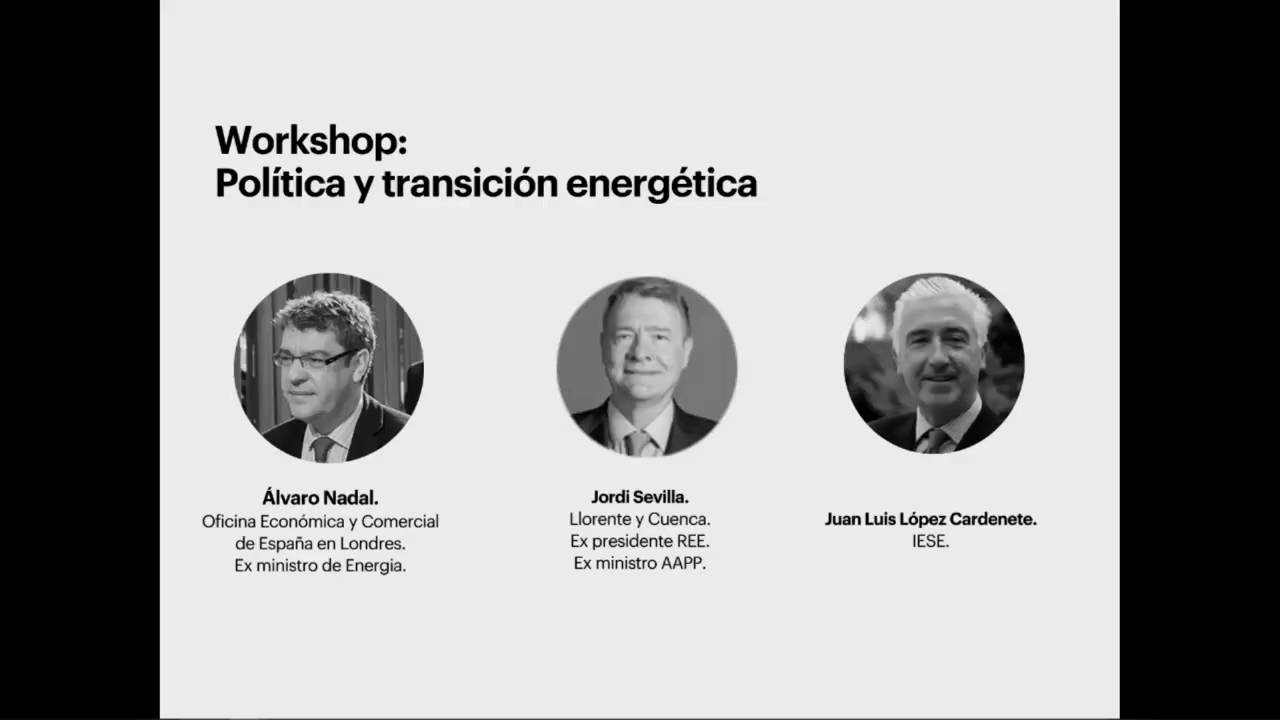 Workshop:
Política y transición energética
Álvaro Nadal.
Oficina Económica y Comercial
de España en Londres.
Ex ministro de Energia.
Jordi Sevilla.
Llorente y Cuenca.
Ex presidente REE.
Ex ministro AAPP.
Juan Luis López Cardenete.
IESE.